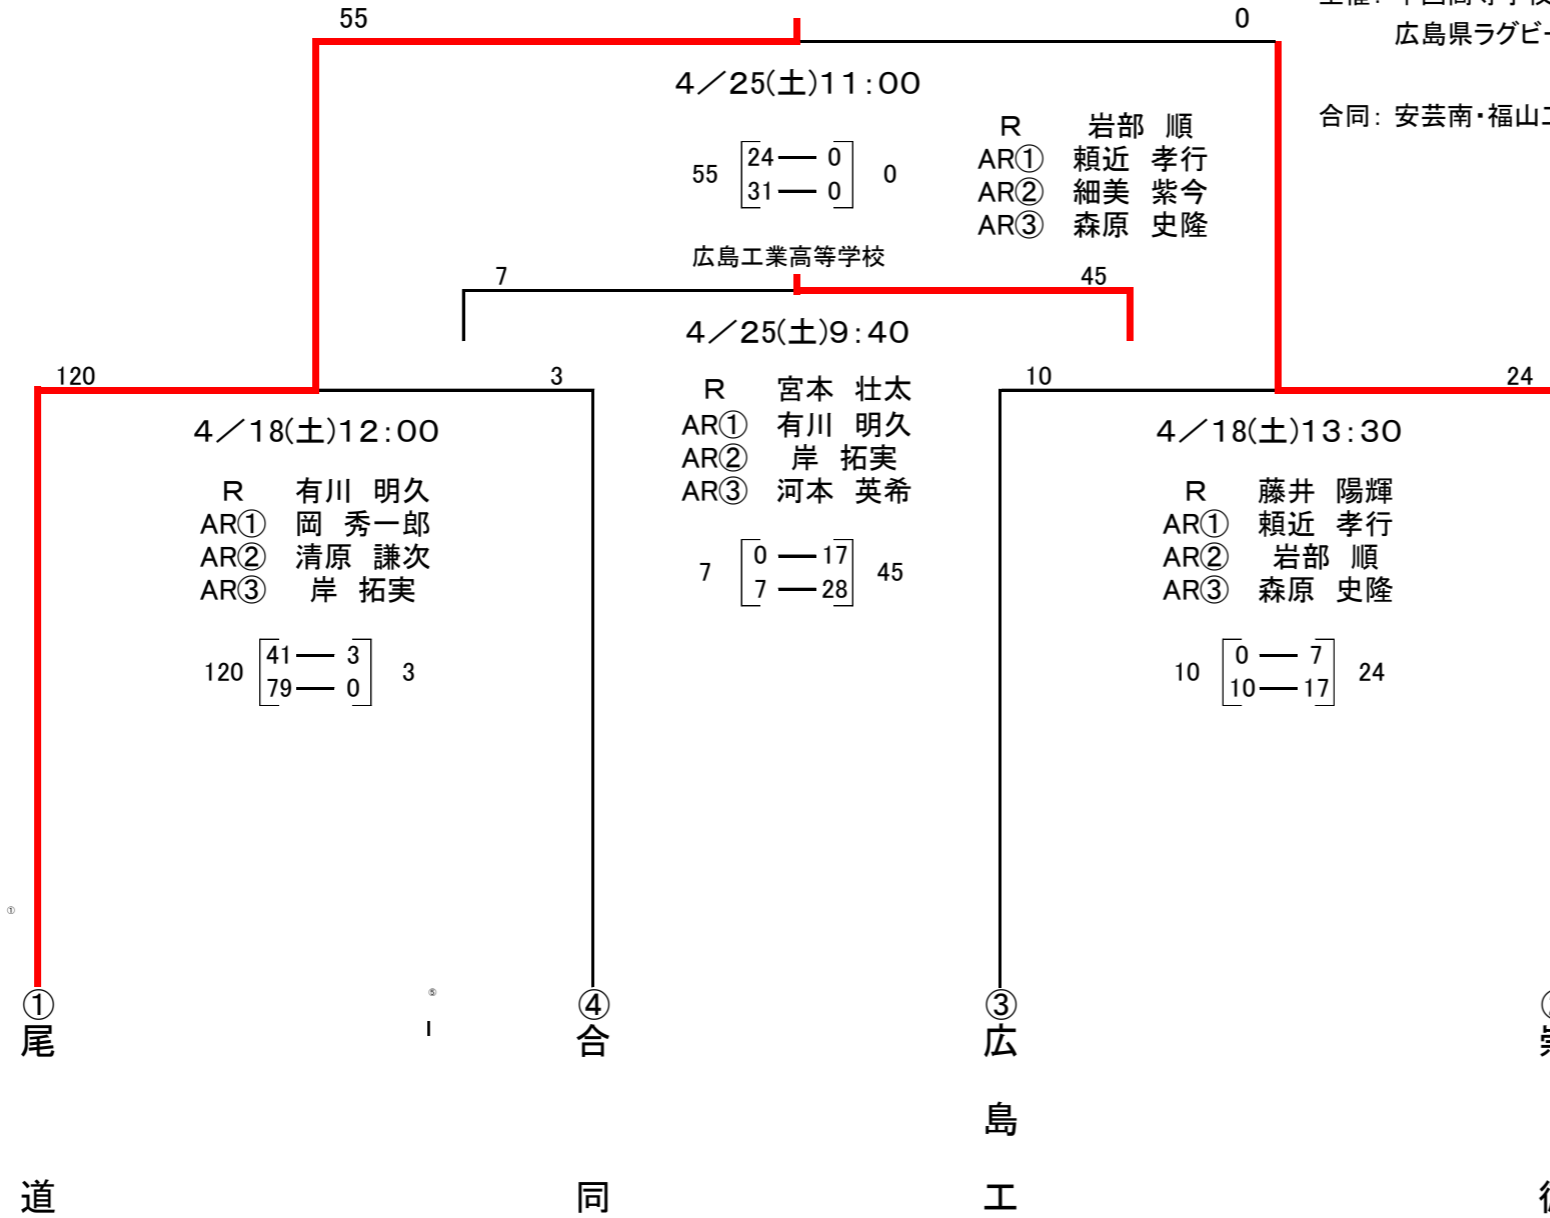 55
0
広島県ラグビー
4／25(土)11:00
合同: 安芸南・福山
R 岩部 順
AR① 頼近 孝行
AR② 細美 紫今
AR③ 森原 史隆
55 24 — 0 0
31 — 0
広島工業高等学校
7
45
4／25(土)9:40
R 宮本 壮太
AR① 有川 明久
AR② 岸 拓実
AR③ 河本 英希
7 0 — 17 45
7 — 28
120
3
4／18(土)12:00
R 有川 明久
AR① 岡 秀一郎
AR② 清原 謙次
AR③ 岸 拓実
120 41 — 3 3
79 — 0
10
24
4／18(土)13:30
R 藤井 陽輝
AR① 頼近 孝行
AR② 岩部 順
AR③ 森原 史隆
10 0 — 7 24
10 — 17
①
⑤
① 尾道
④ 合同
③ 広島工